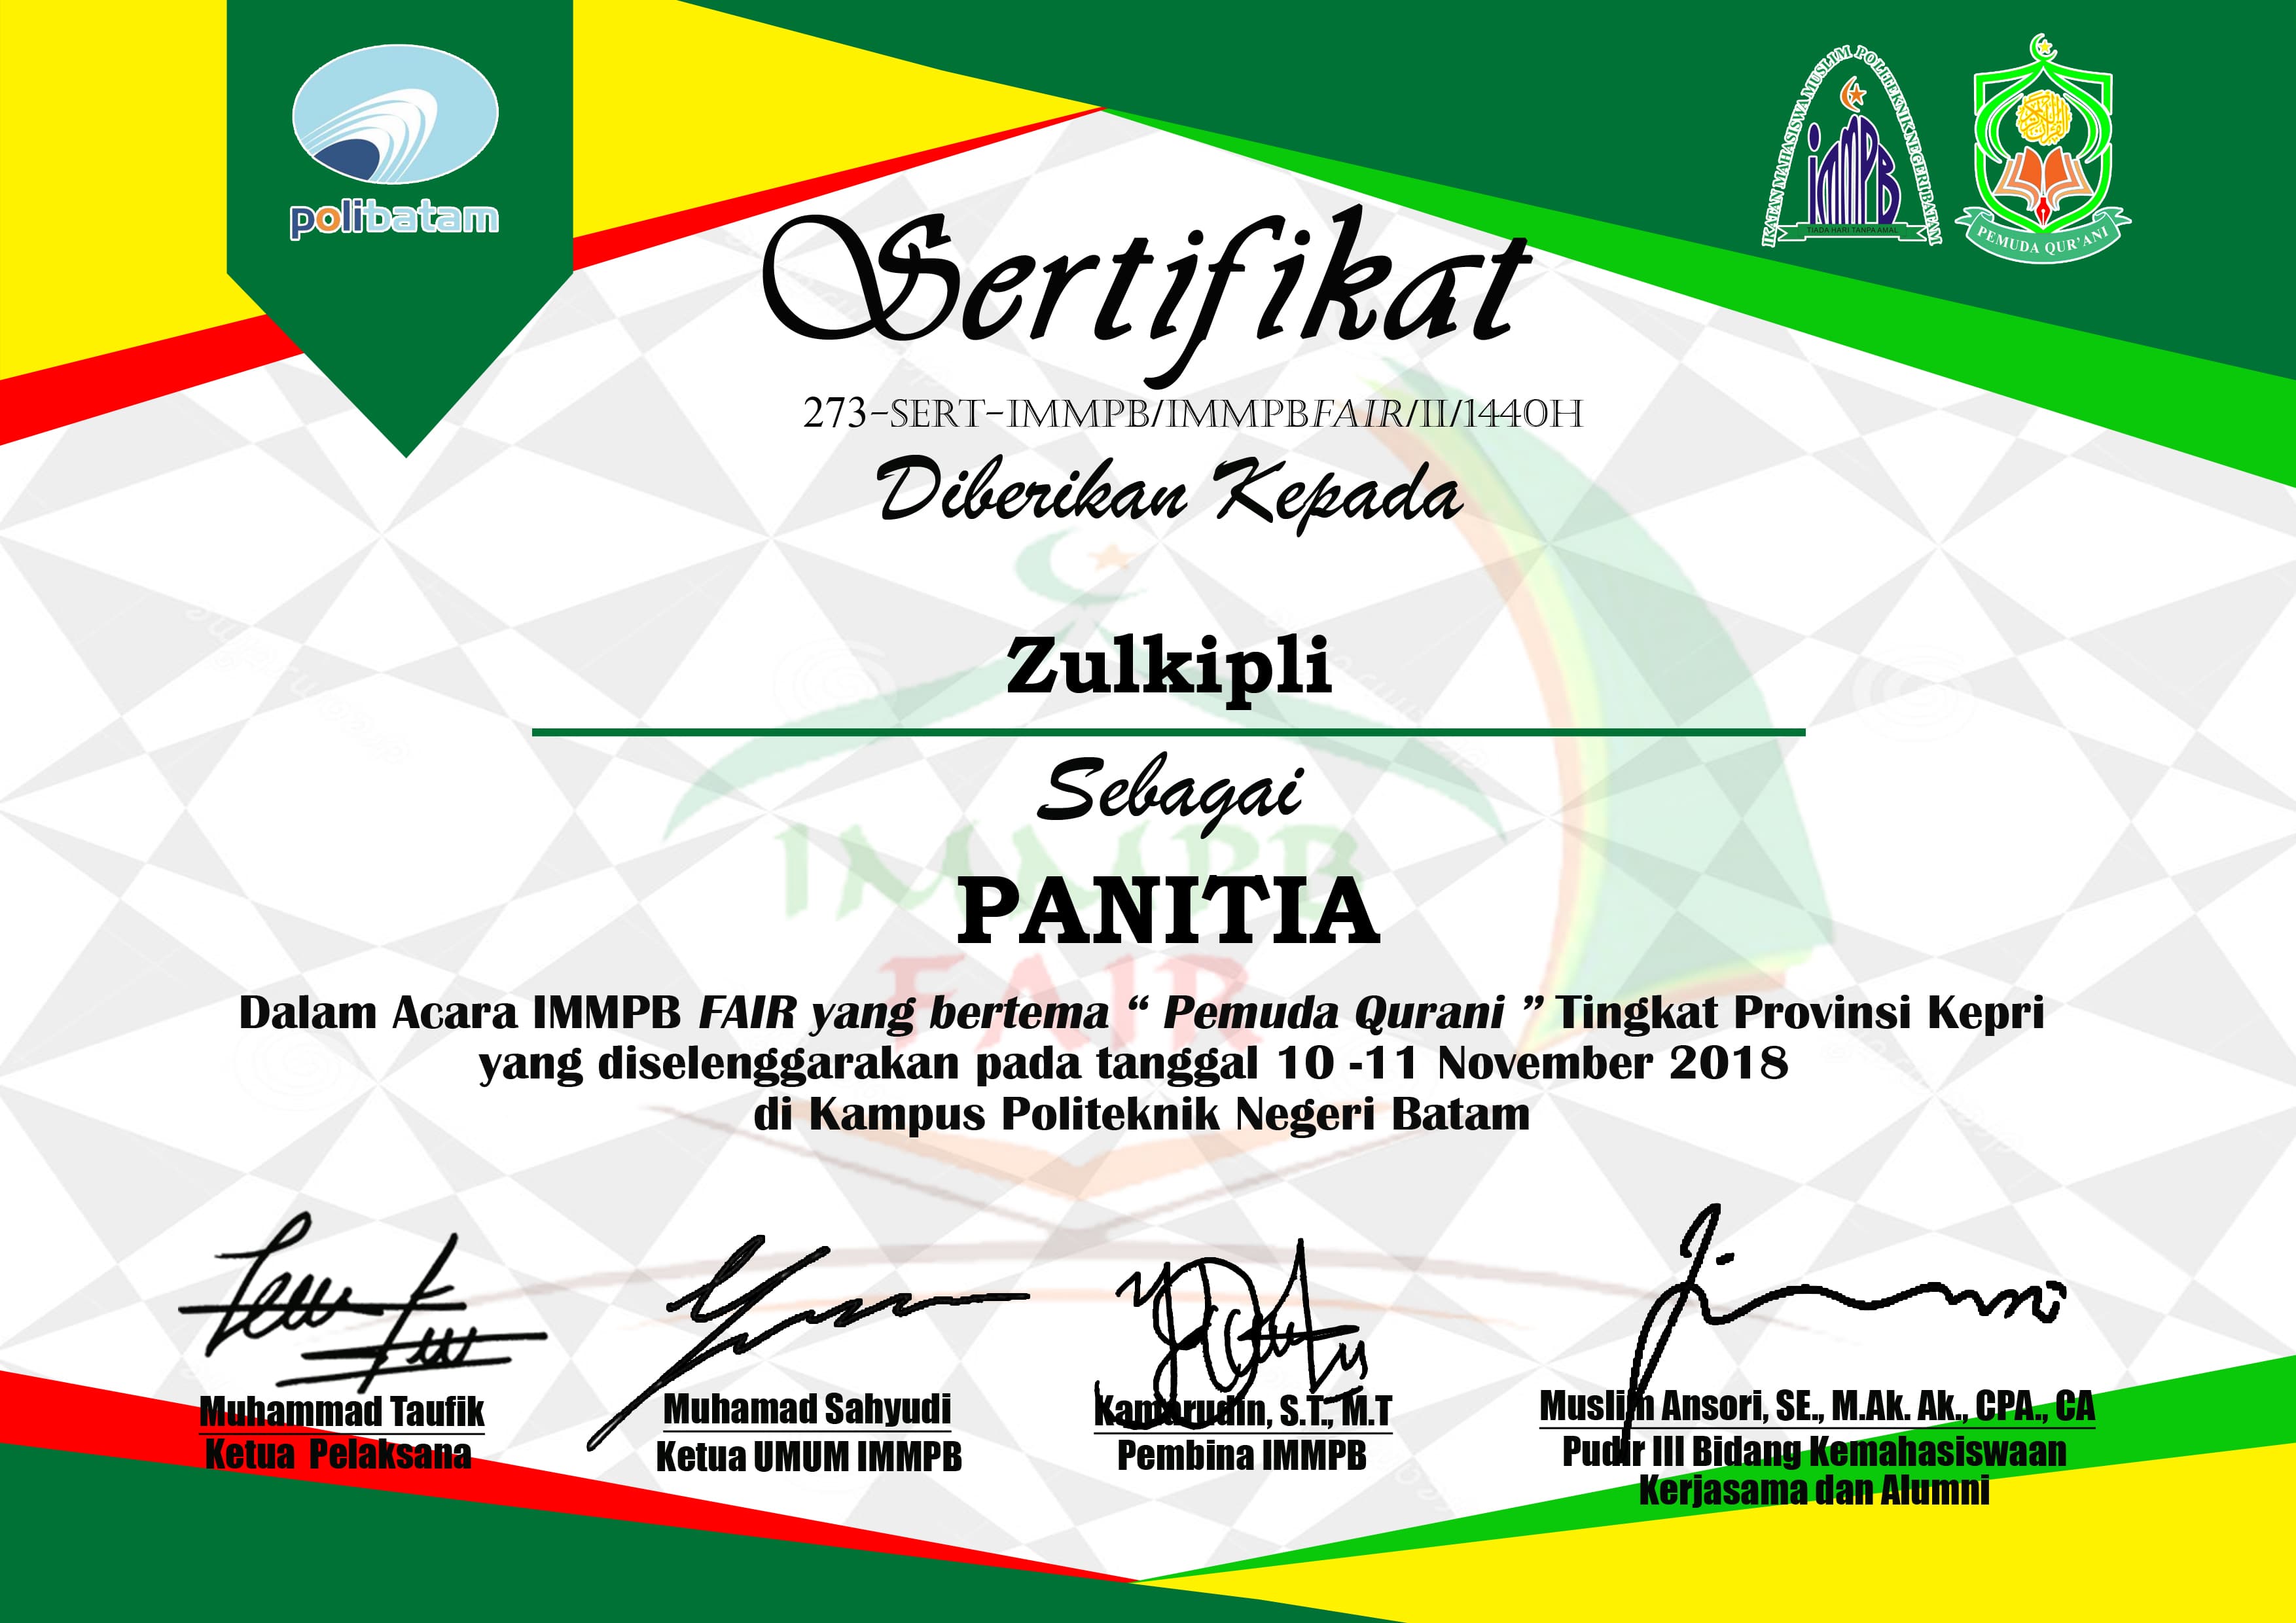 polibatam
IKATAN MAHASISWA MUSLIM POLITEKNIK NEGERI BATAM
iMMPB
TIADA HARI TANPA AMAL
PEMUDA QUR'ANI
Sertifikat
273-SERT-IMMPB/IMMPBFAIR/II/1440H
Diberikan Kepada
Zulkipli
Sebagai
IMMPB
PANITIA
FAIR
Dalam Acara IMMPB FAIR yang bertema “ Pemuda Qurani ” Tingkat Provinsi Kepri
yang diselenggarakan pada tanggal 10 -11 November 2018
di Kampus Politeknik Negeri Batam
Muhammad Taufik
Ketua Pelaksana
Muhamad Sahyudi
Ketua UMUM IMMPB
Kamarudin, S.T., M.T
Pembina IMMPB
Muslim Ansori, SE., M.Ak. Ak., CPA., CA
Pudir III Bidang Kemahasiswaan
Kerjasama dan Alumni